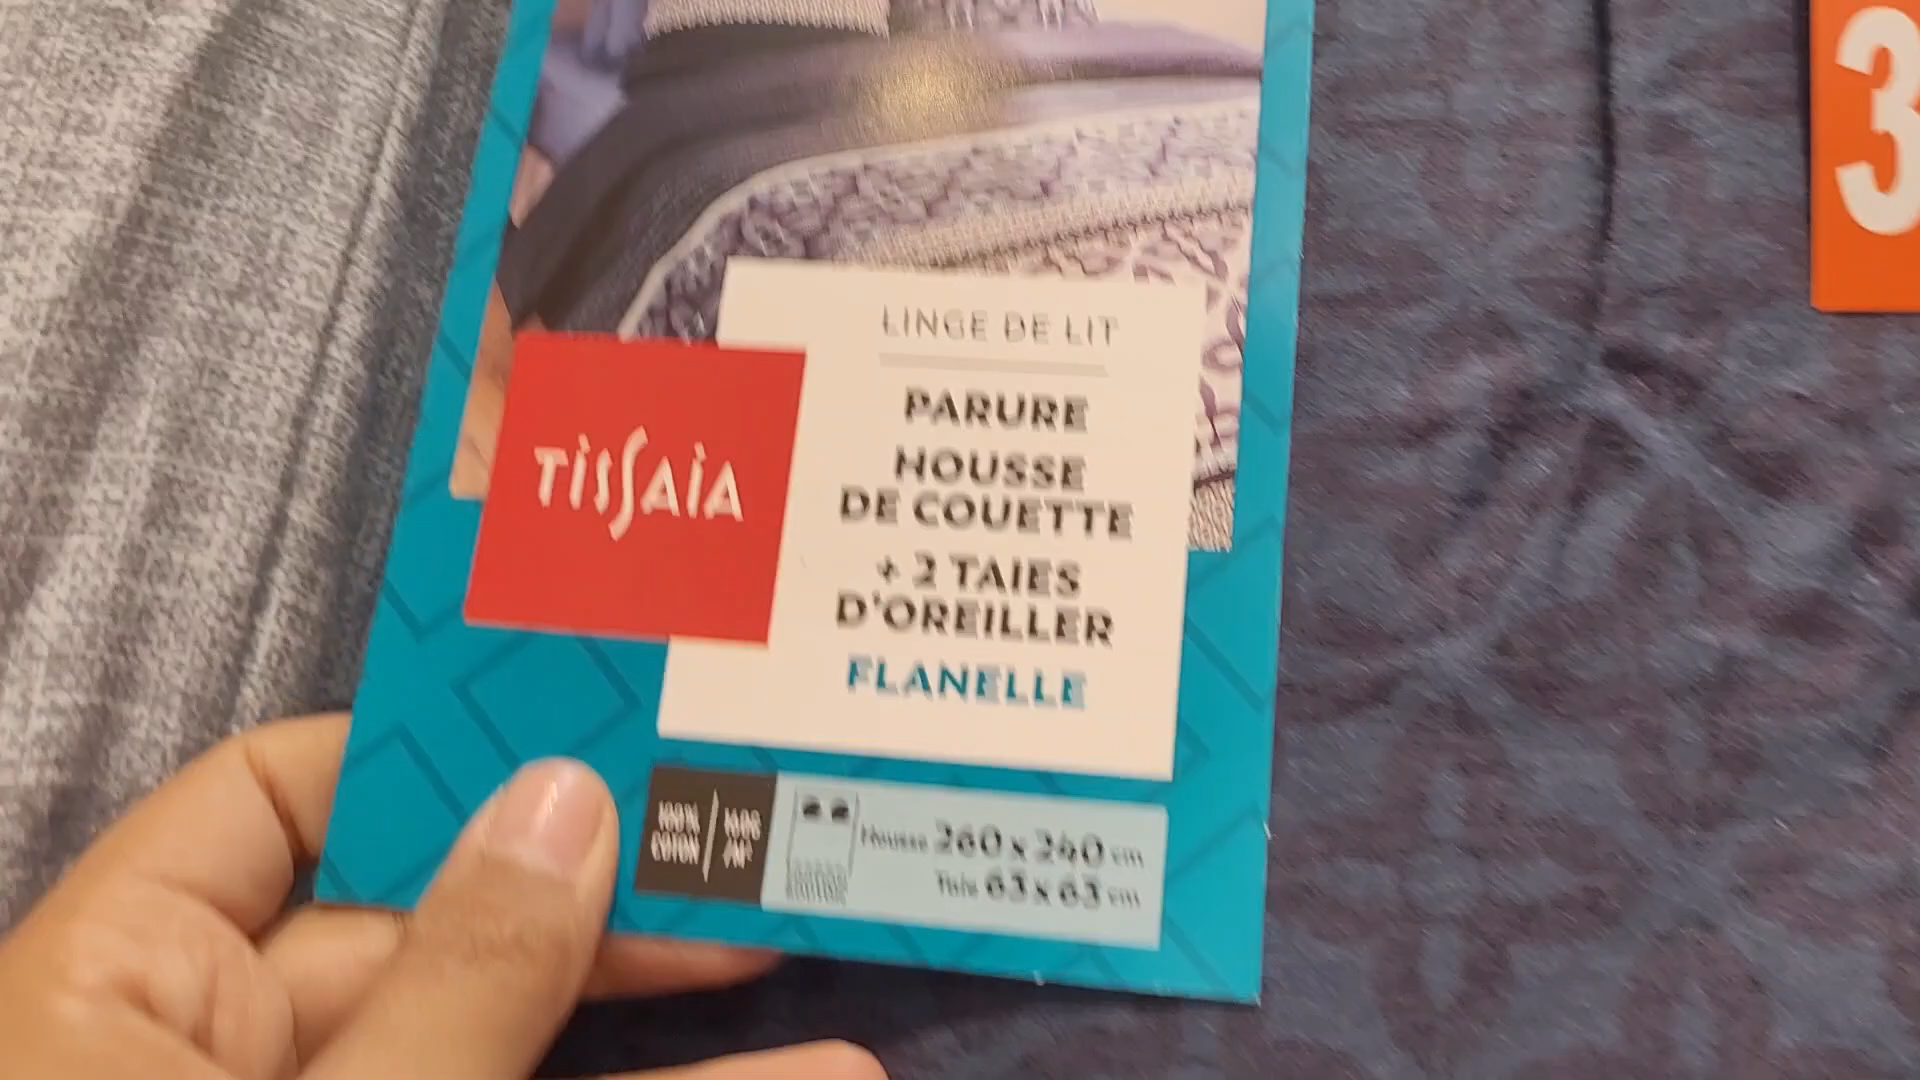 LINGE DE LIT
PARURE
HOUSSE
DE COUETTE
+ 2 TAIES
D'OREILLER
FLANELLE
TISSAIA
100%
COTON
Housse 260 x 240 cm
Taie 63 x 63 cm
3